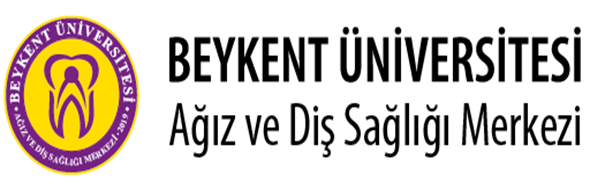 BEYKENT ÜNİVERSİTESİ
AĞIZ VE DİŞ SAĞLIĞI MERKEZİ • 2019 •
BEYKENT ÜNİVERSİTESİ
Ağız ve Diş Sağlığı Merkezi